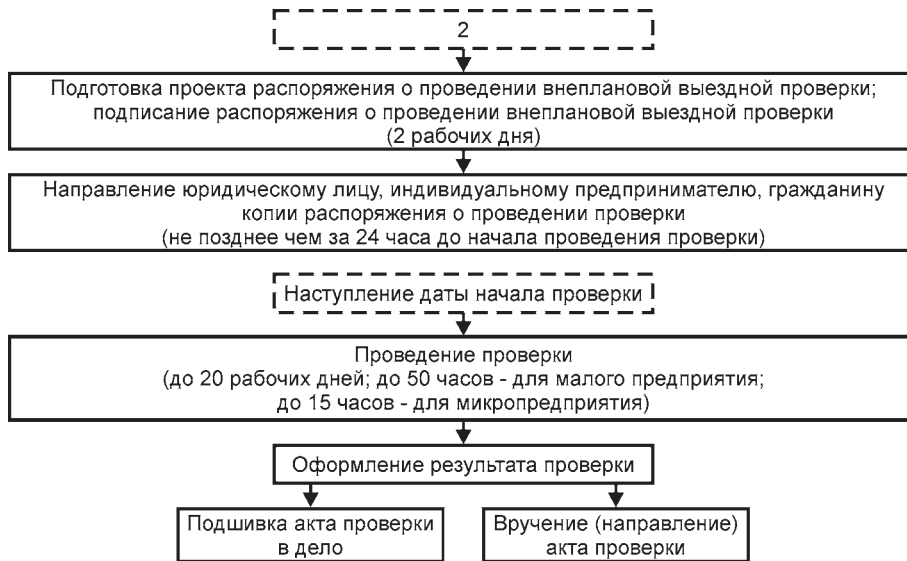 2
Подготовка проекта распоряжения о проведении внеплановой выездной проверки;
подписание распоряжения о проведении внеплановой выездной проверки
(2 рабочих дня)
Направление юридическому лицу, индивидуальному предпринимателю, гражданину
копии распоряжения о проведении проверки
(не позднее чем за 24 часа до начала проведения проверки)
Наступление даты начала проверки
Проведение проверки
(до 20 рабочих дней; до 50 часов - для малого предприятия;
до 15 часов - для микропредприятия)
Оформление результата проверки
Подшивка акта проверки
в дело
Вручение (направление)
акта проверки